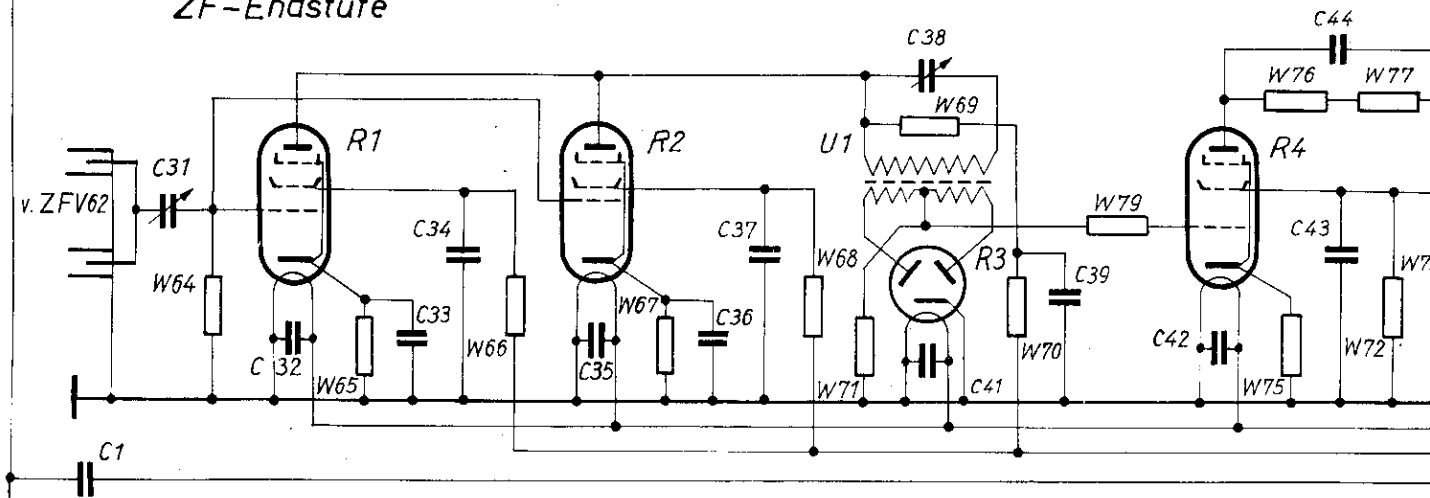 ZF-Endstufe
C38
C44
W76 W77
W69
R1
R2
U1
R4
C31
v. ZFV62
W79
C34
C37
C43
W64
W68
R3
C39
W67
C33
C36
W66
W70
C42
W72
C 32
C35
W65
W71
C41
W75
C1